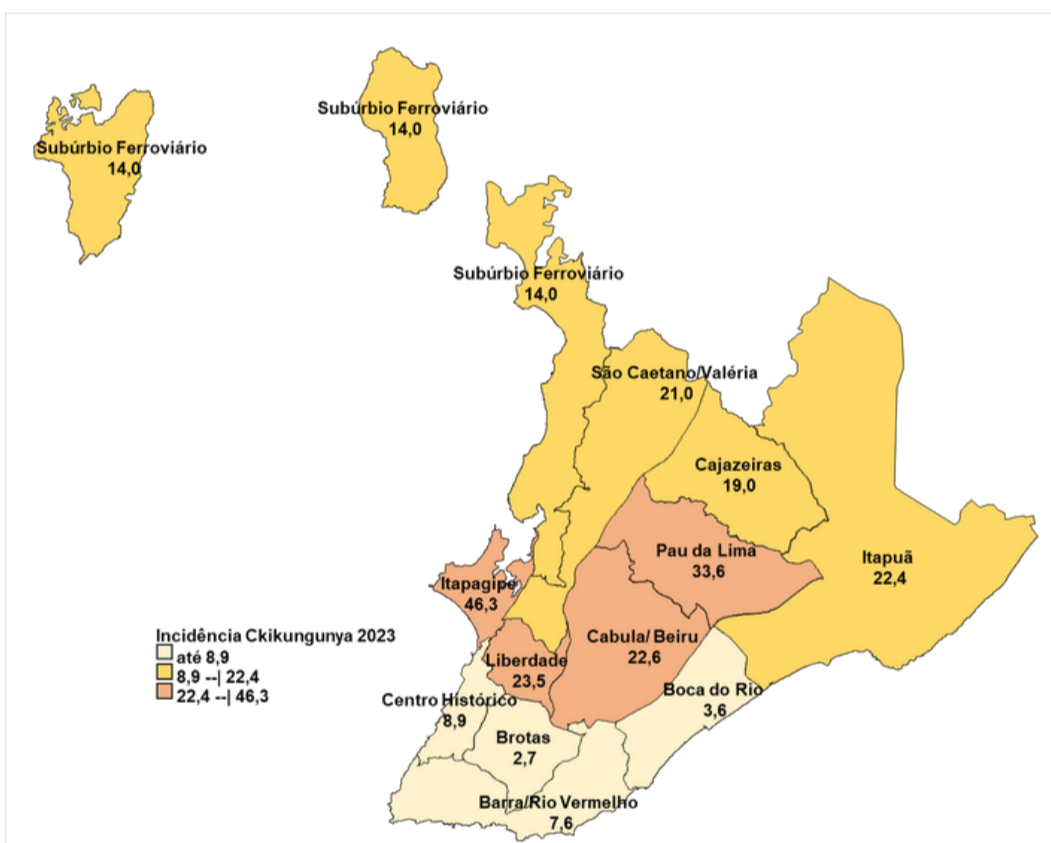 Subúrbio Ferroviário
14,0
Subúrbio Ferroviário
14,0
Subúrbio Ferroviário
14,0
São Caetano/Valéria
21,0
Cajazeiras
19,0
Pau da Lima
33,6
Itapuã
22,4
Itapagipe
46,3
Cabula/ Beiru
22,6
Liberdade
23,5
Boca do Rio
3,6
Centro Histórico
8,9
Brotas
2,7
Barra/Rio Vermelho
7,6
Incidência Ckikungunya 2023
até 8,9
8,9 --| 22,4
22,4 --| 46,3